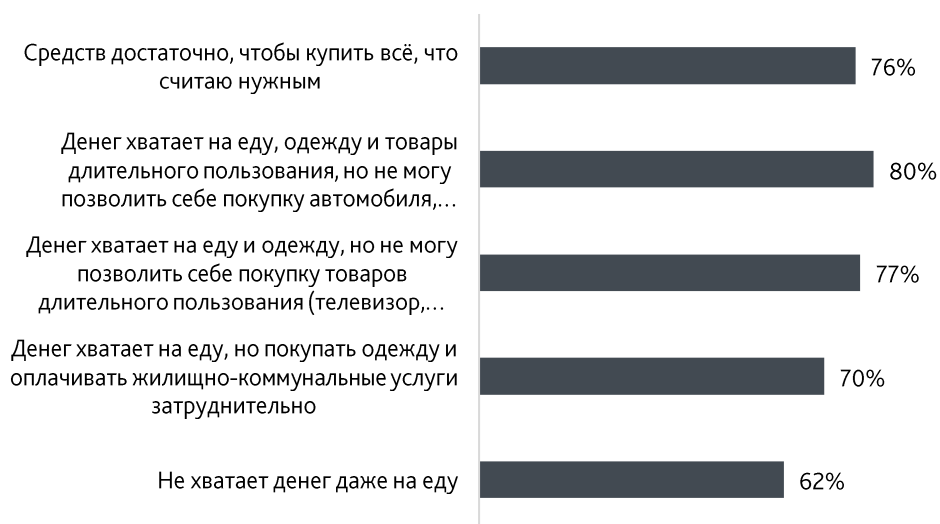 Средств достаточно, чтобы купить всё, что
считаю нужным
76%
Денег хватает на еду, одежду и товары
длительного пользования, но не могу
позволить себе покупку автомобиля,...
80%
Денег хватает на еду и одежду, но не могу
позволить себе покупку товаров
длительного пользования (телевизор,...
77%
Денег хватает на еду, но покупать одежду и
оплачивать жилищно-коммунальные услуги
затруднительно
70%
Не хватает денег даже на еду
62%